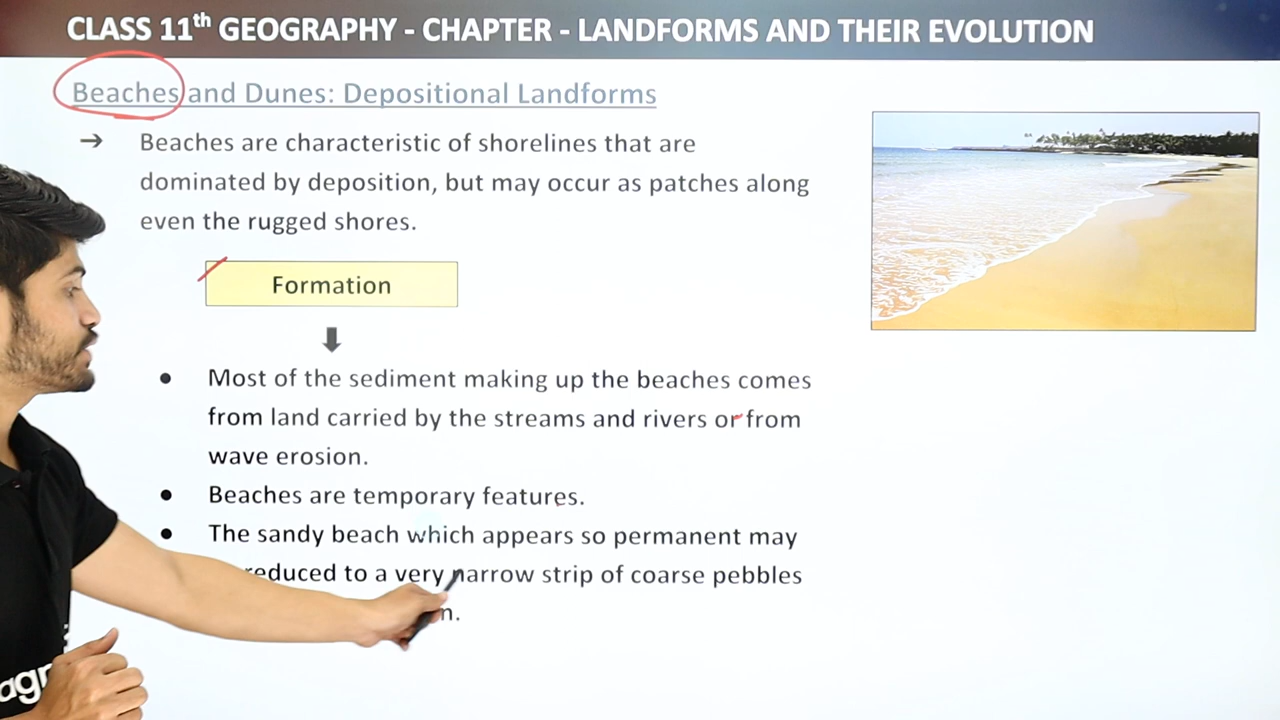 CLASS 11th GEOGRAPHY - CHAPTER - LANDFORMS AND THEIR EVOLUTION
Beaches and Dunes: Depositional Landforms
➔ Beaches are characteristic of shorelines that are
dominated by deposition, but may occur as patches along
even the rugged shores.
Formation
● Most of the sediment making up the beaches comes
from land carried by the streams and rivers or from
wave erosion.
● Beaches are temporary features.
● The sandy beach which appears so permanent may
reduced to a very narrow strip of coarse pebbles